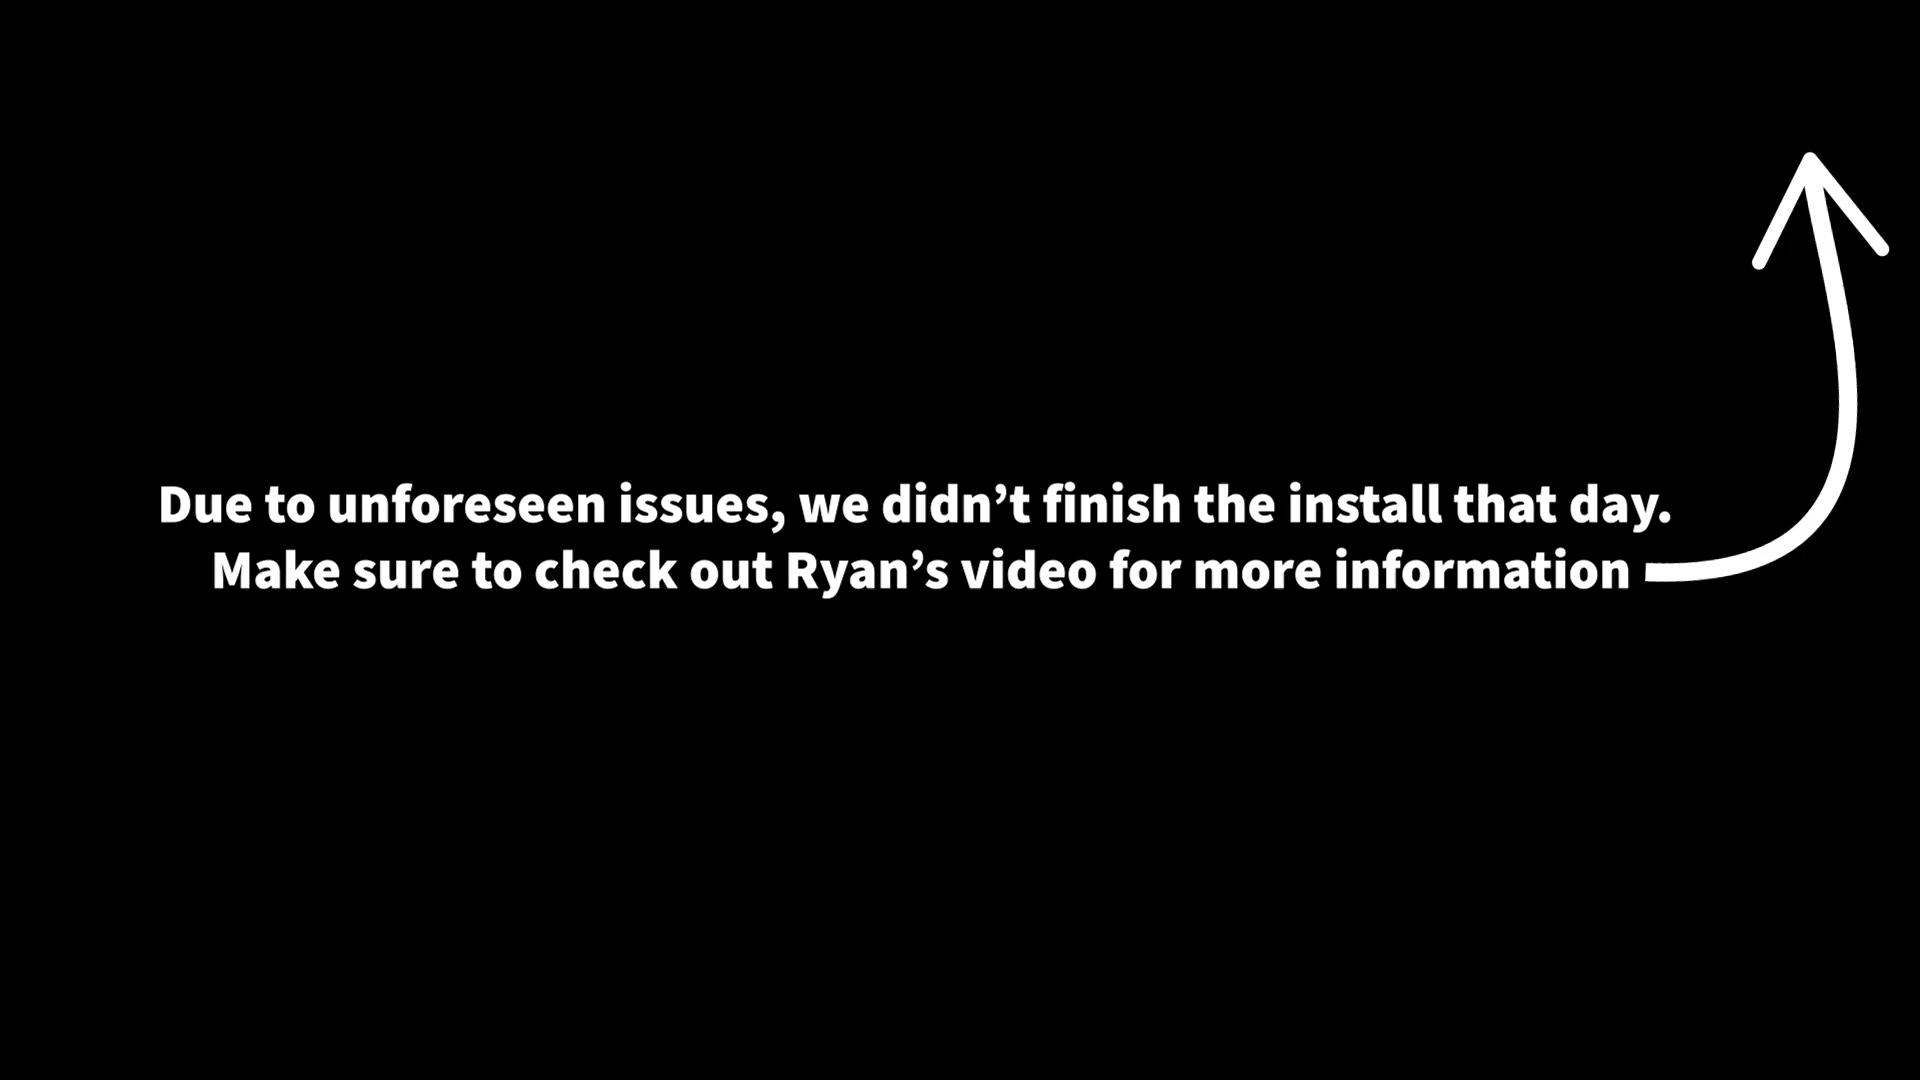 Due to unforeseen issues, we didn’t finish the install that day.
Make sure to check out Ryan’s video for more information